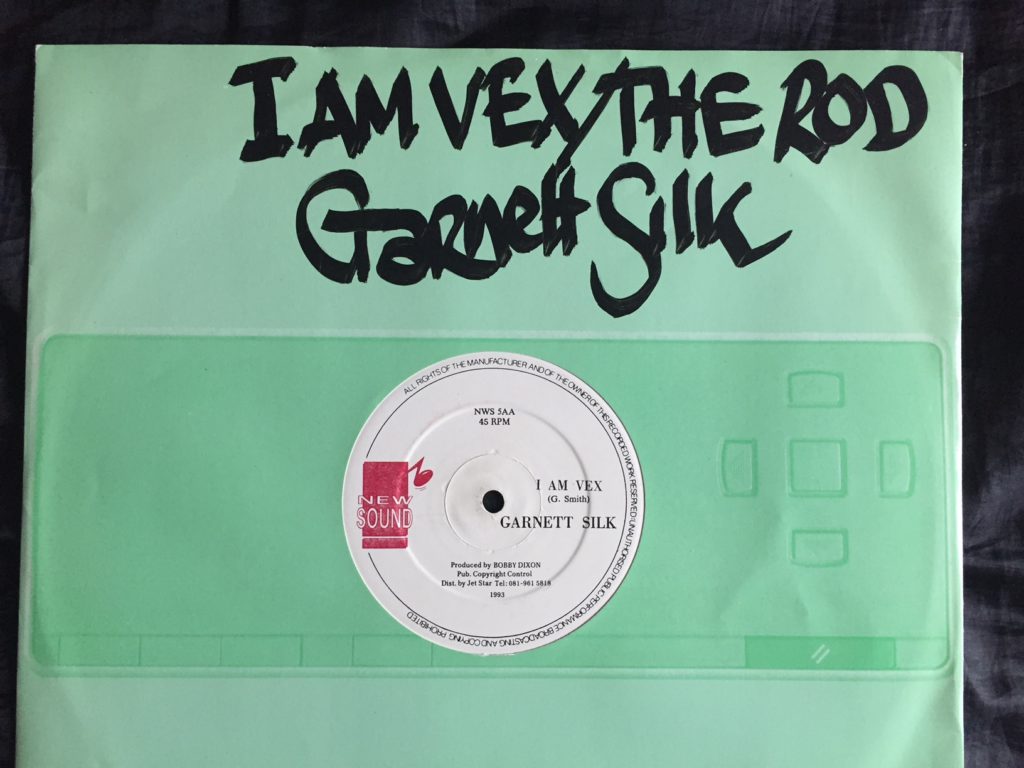 I AM VEX/THE ROD
Garnett Silk
ALL RIGHTS OF THE MANUFACTURER AND OF THE OWNER OF THIS RECORDED WORK RESERVED UNAUTHORISED PUBLIC PERFORMANCE BROADCASTING AND COPYING PROHIBITED
NWS 5AA
45 RPM
NEW
SOUND
I AM VEX
(G. Smith)
GARNETT SILK
Produced by BOBBY DIXON
Pub. Copyright Control
Dist. by Jet Star Tel: 081-961 5818
1993